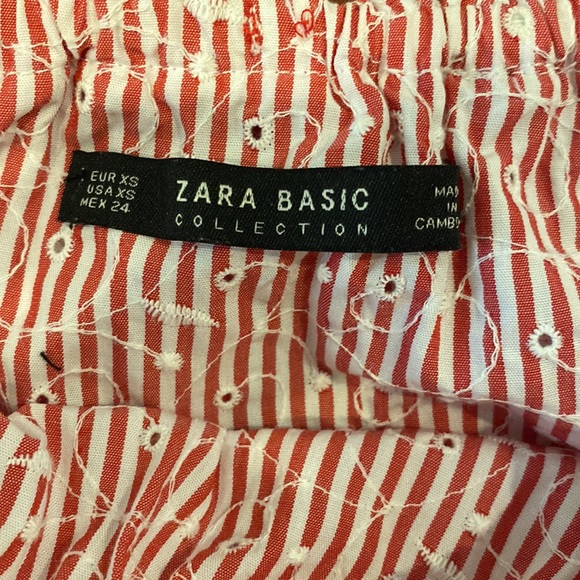 EUR XS
USA XS
MEX 24
ZARA BASIC
COLLECTION
IN